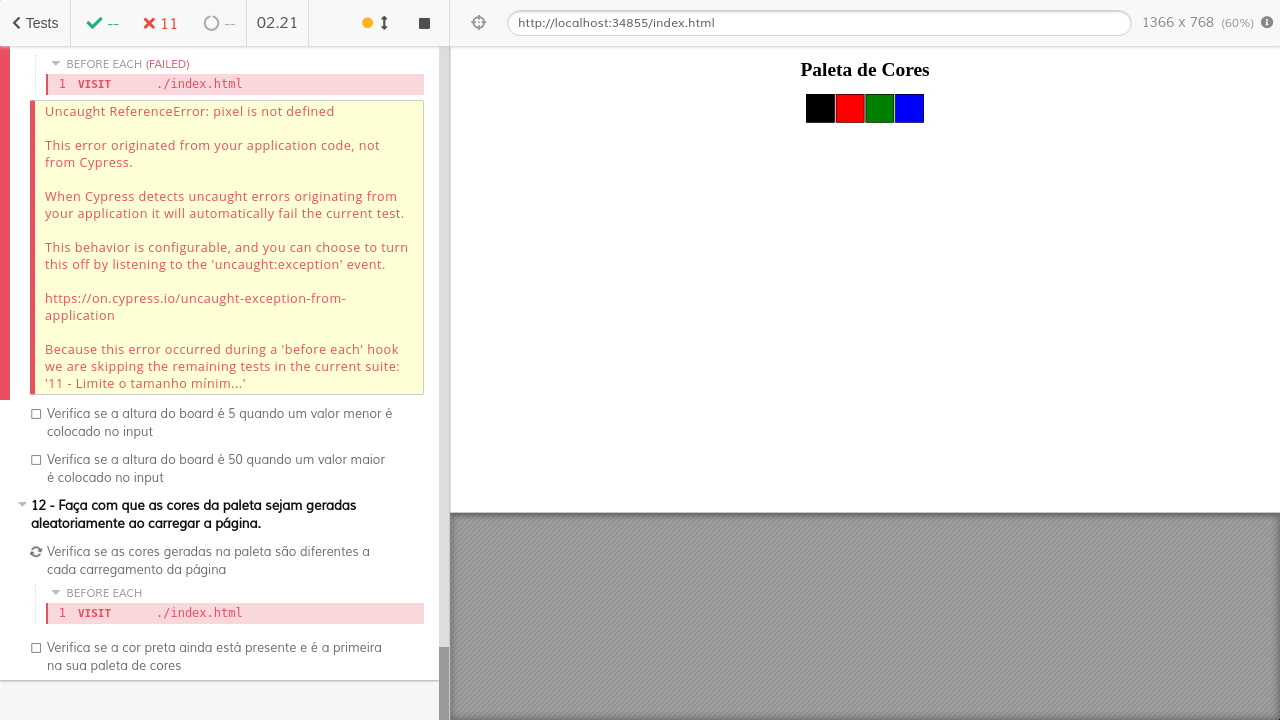 Tests
--
11
--
02.21
http://localhost:34855/index.html
1366 x 768 (60%)
BEFORE EACH (FAILED)
1 VISIT ./index.html
Uncaught ReferenceError: pixel is not defined
This error originated from your application code, not
from Cypress.
When Cypress detects uncaught errors originating from
your application it will automatically fail the current test.
This behavior is configurable, and you can choose to turn
this off by listening to the 'uncaught:exception' event.
https://on.cypress.io/uncaught-exception-from-
application
Because this error occurred during a 'before each' hook
we are skipping the remaining tests in the current suite:
'11 - Limite o tamanho mínim...'
Verifica se a altura do board é 5 quando um valor menor é
colocado no input
Verifica se a altura do board é 50 quando um valor maior
é colocado no input
12 - Faça com que as cores da paleta sejam geradas
aleatoriamente ao carregar a página.
Verifica se as cores geradas na paleta são diferentes a
cada carregamento da página
BEFORE EACH
1 VISIT ./index.html
Verifica se a cor preta ainda está presente e é a primeira
na sua paleta de cores
Paleta de Cores